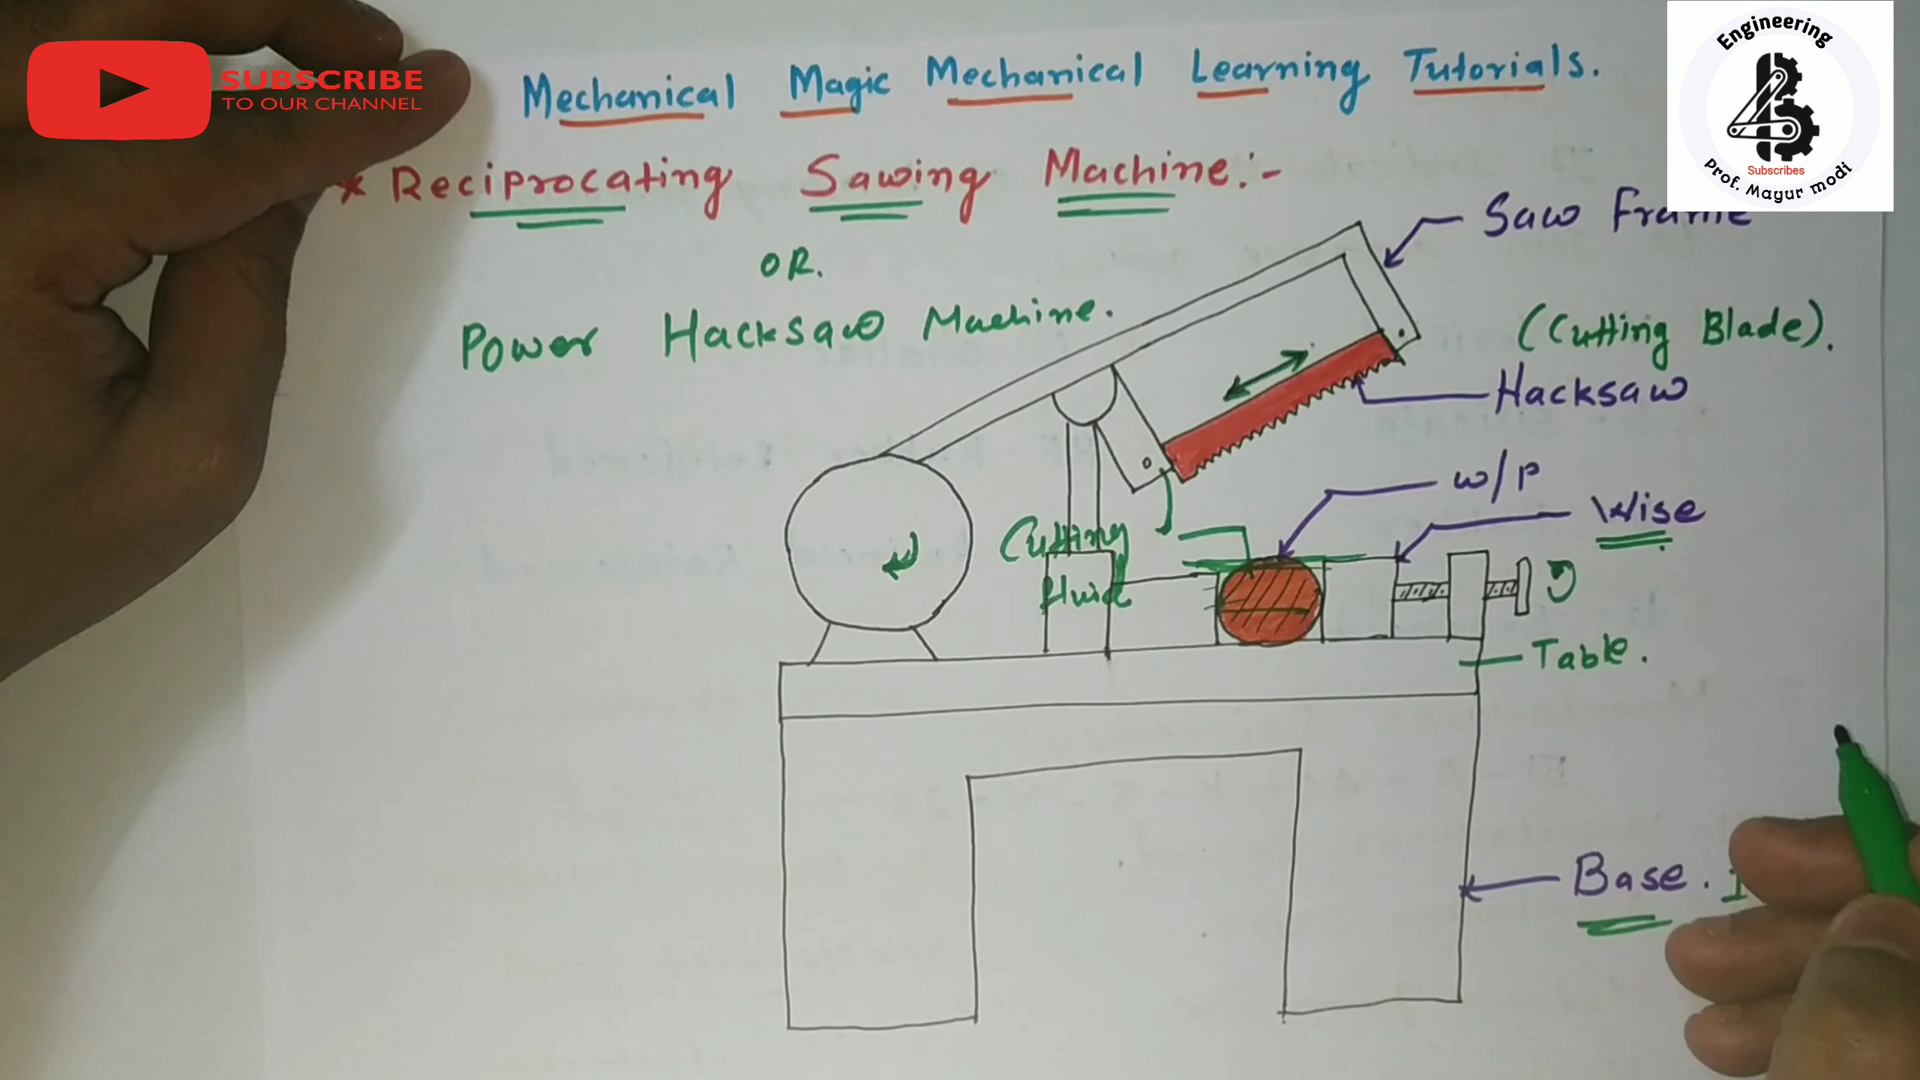 SUBSCRIBE
TO OUR CHANNEL
Mechanical Magic Mechanical Learning Tutorials.
Engineering
Subscribes
Prof. Mayur modi
* Reciprocating Sawing Machine:-
Saw Frame
OR.
Power Hacksaw Machine.
(Cutting Blade).
Hacksaw
w/p
Wise
Cutting
fluid
Table.
Base.